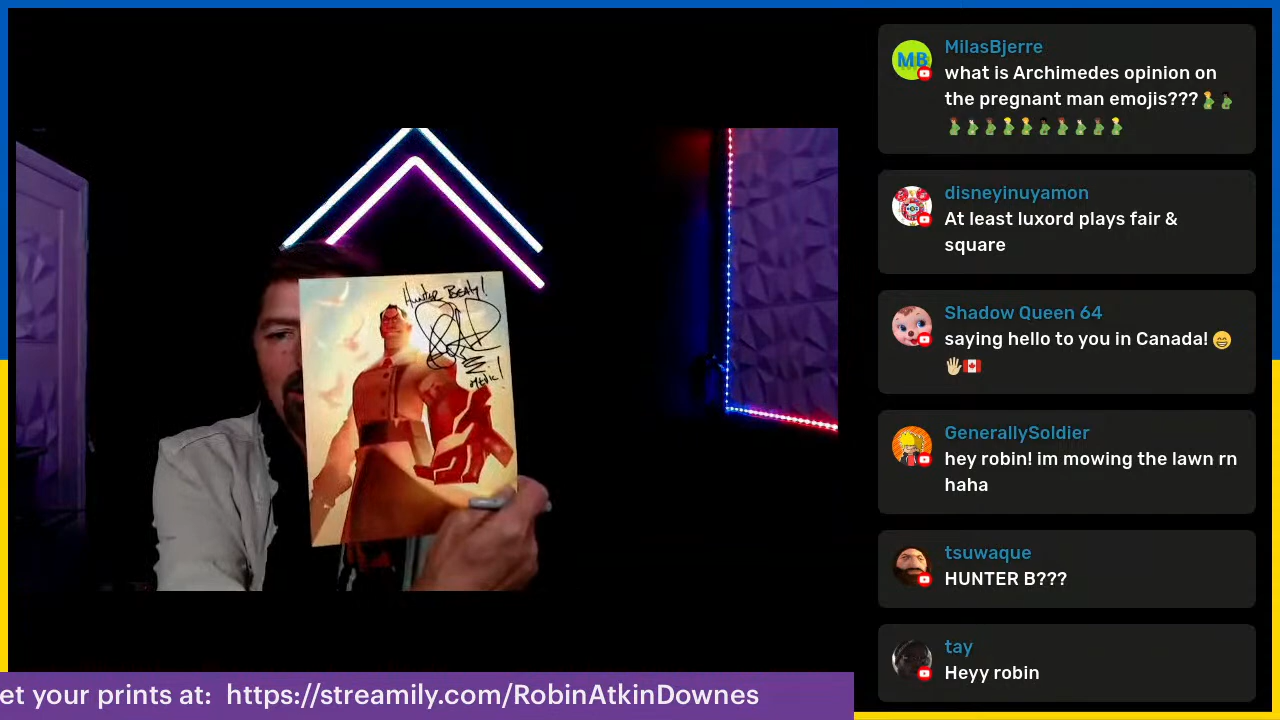 Hunter Beaty!
Medic!
et your prints at: https://streamily.com/RobinAtkinDownes
MB
MilasBjerre
what is Archimedes opinion on
the pregnant man emojis???🫃🏼🫃🏿
🫃🏽🫃🏻🫃🏽🫃🏼🫃🏼🫃🏿🫃🏽🫃🏻🫃🏽🫃🏼
disneyinuyamon
At least luxord plays fair &
square
Shadow Queen 64
saying hello to you in Canada! 😄
🖐🏼🇨🇦
GenerallySoldier
hey robin! im mowing the lawn rn
haha
tsuwaque
HUNTER B???
tay
Heyy robin